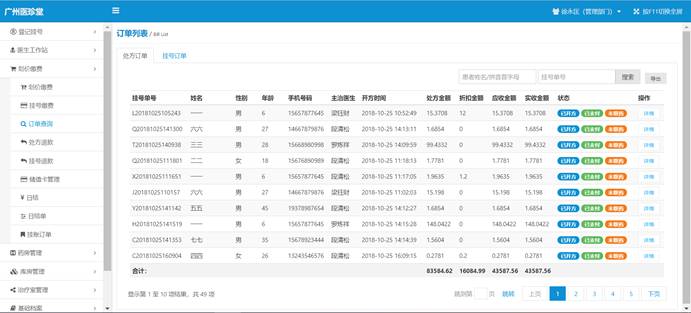 广州医珍堂
徐永匡（管理部门）
按F11切换全屏
登记挂号
医生工作站
划价缴费
划价缴费
挂号缴费
订单查询
处方退款
挂号退款
储值卡管理
日结
日结单
挂账订单
药房管理
库房管理
治疗室管理
基础档案
订单列表 / Bill List
处方订单 挂号订单
患者姓名/拼音首字母 挂号单号 搜索 导出
挂号单号 姓名 性别 年龄 手机号码 主治医生 开方时间 处方金额 折扣金额 应收金额 实收金额 状态 操作
L20181025105243 一一 男 6 15657877645 梁钰财 2018-10-25 10:52:49 15.3708 12 15.3708 15.3708 已开方 已支付 未取药 详情
Q20181025141300 六六 男 27 14667879876 段清松 2018-10-25 14:13:11 1.6854 0 1.6854 1.6854 已开方 已支付 未取药 详情
T20181025140938 三三 男 28 15668980998 罗炼祥 2018-10-25 14:09:59 99.4332 0 99.4332 99.4332 已开方 已支付 未取药 详情
Q20181025111801 二二 女 18 15676890989 段清松 2018-10-25 11:18:13 1.7781 0 1.7781 1.7781 已开方 已支付 未取药 详情
X20181025111651 一一 男 6 15657877645 段清松 2018-10-25 11:17:05 1.9635 1.2 1.9635 1.9635 已开方 已支付 未取药 详情
J20181025110157 六六 男 27 14667879876 梁钰财 2018-10-25 11:02:03 15.198 0 15.198 15.198 已开方 已支付 未取药 详情
Y20181025141142 五五 男 45 19378987654 段清松 2018-10-25 14:12:27 1.6854 0 1.6854 1.6854 已开方 已支付 未取药 详情
H20181025141519 一一 男 6 15657877645 罗炼祥 2018-10-25 14:15:28 148.0422 0 148.0422 148.0422 已开方 已支付 未取药 详情
C20181025141353 七七 男 35 15678923444 段清松 2018-10-25 14:14:39 1.5604 0 1.5604 1.5604 已开方 已支付 未取药 详情
C20181025160904 四四 女 26 13243546576 段清松 2018-10-25 16:09:15 0.2781 0.2 0.2781 0.2781 已开方 已支付 未取药 详情
合计： 83584.62 16084.99 43587.56 43587.56
显示第 1 至 10 项结果，共 49 项
跳到第 页 跳转 上页 1 2 3 4 5 下页